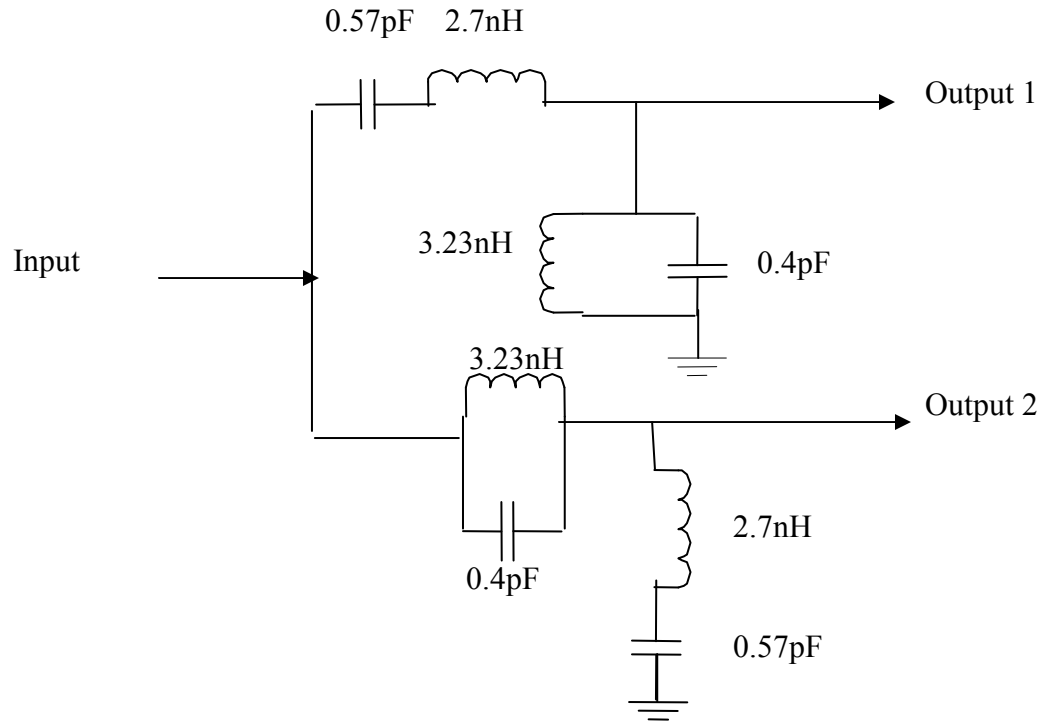 0.57pF 2.7nH
Output 1
3.23nH
0.4pF
Input
3.23nH
Output 2
2.7nH
0.4pF
0.57pF